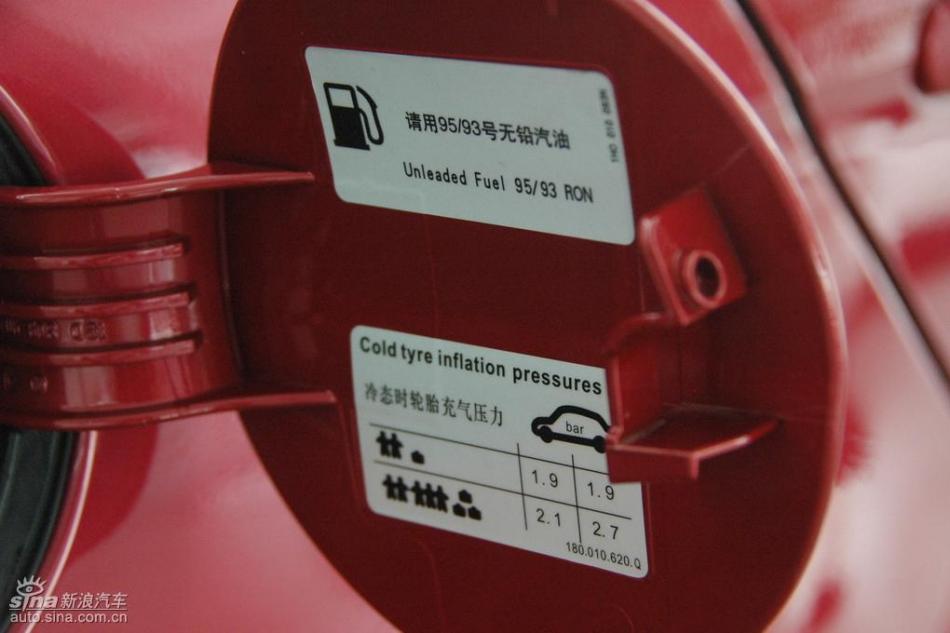 请用95/93号无铅汽油
Unleaded Fuel 95/93 RON
Cold tyre inflation pressures
冷态时轮胎充气压力
bar
1.9 1.9
2.1 2.7
180.010.620.Q
sina新浪汽车
auto.sina.com.cn